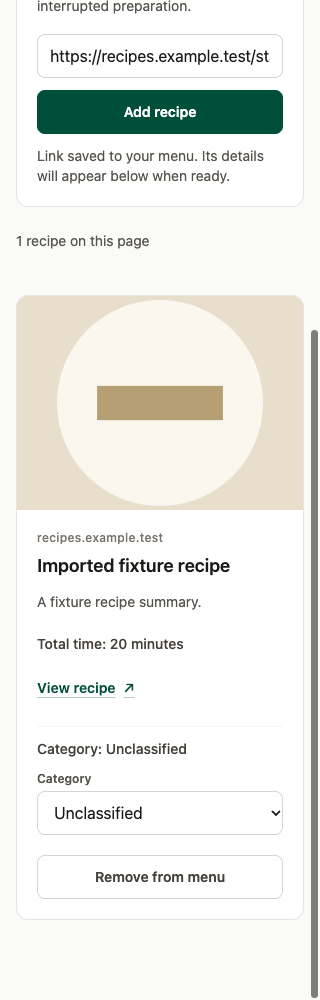 interrupted preparation.
https://recipes.example.test/st
Add recipe
Link saved to your menu. Its details
will appear below when ready.
1 recipe on this page
recipes.example.test
Imported fixture recipe
A fixture recipe summary.
Total time: 20 minutes
View recipe ↗
Category: Unclassified
Category
Unclassified
Remove from menu